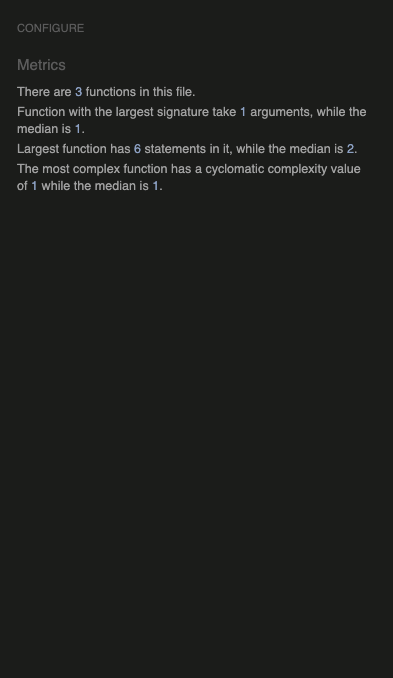 CONFIGURE
Metrics
There are 3 functions in this file.
Function with the largest signature take 1 arguments, while the
median is 1.
Largest function has 6 statements in it, while the median is 2.
The most complex function has a cyclomatic complexity value
of 1 while the median is 1.